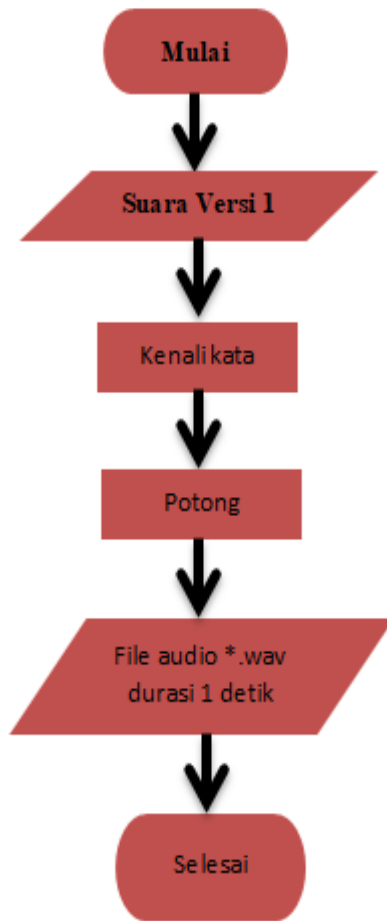 Mulai
Suara Versi 1
Kenali kata
Potong
File audio *.wav
durasi 1 detik
Selesai